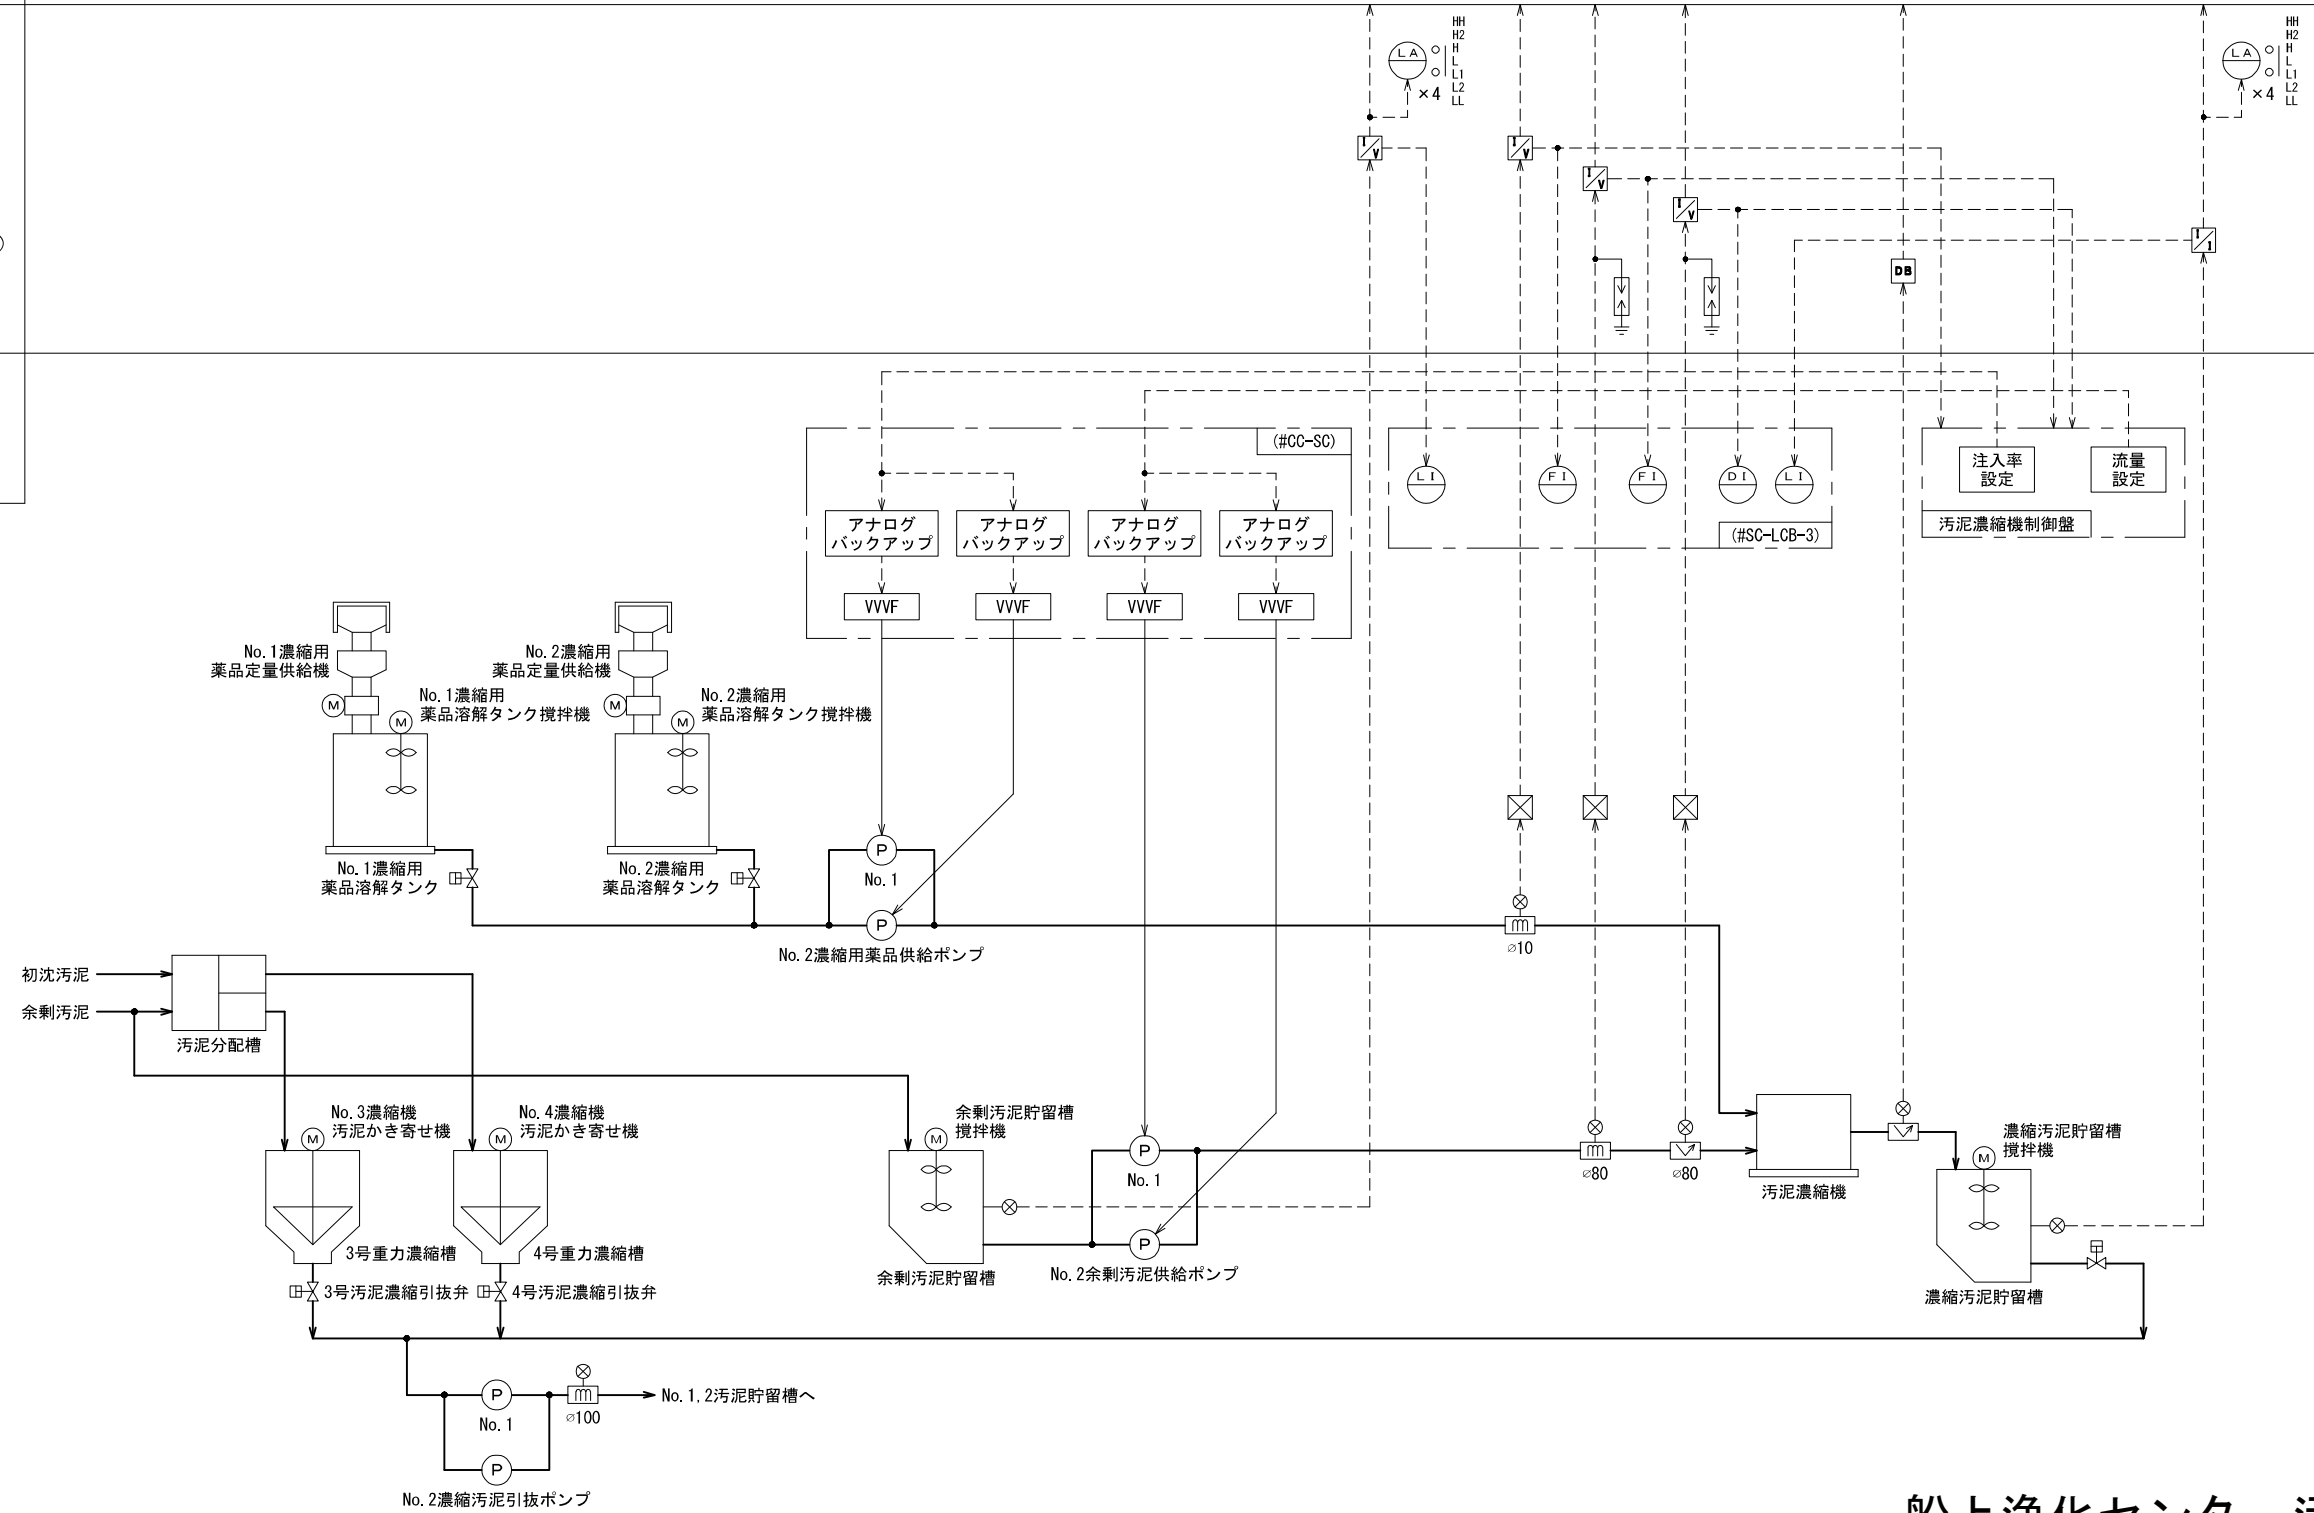 HH
H2
H
L
L1
L2
LL
LA
×4
HH
H2
H
L
L1
L2
LL
LA
×4
I/V
I/V
I/V
I/V
I/I
DB
(#CC-SC)
アナログ
バックアップ
アナログ
バックアップ
アナログ
バックアップ
アナログ
バックアップ
VVVF
VVVF
VVVF
VVVF
LI
FI
FI
DI
LI
(#SC-LCB-3)
注入率
設定
流量
設定
汚泥濃縮機制御盤
No.1濃縮用
薬品定量供給機
M
M
No.1濃縮用
薬品溶解タンク撹拌機
No.2濃縮用
薬品定量供給機
M
M
No.2濃縮用
薬品溶解タンク撹拌機
No.1濃縮用
薬品溶解タンク
No.2濃縮用
薬品溶解タンク
P
No.1
P
No.2濃縮用薬品供給ポンプ
⌀10
初沈汚泥
余剰汚泥
汚泥分配槽
No.3濃縮機
汚泥かき寄せ機
M
No.4濃縮機
汚泥かき寄せ機
M
3号重力濃縮槽
4号重力濃縮槽
3号汚泥濃縮引抜弁
4号汚泥濃縮引抜弁
余剰汚泥貯留槽
撹拌機
M
余剰汚泥貯留槽
P
No.1
P
No.2余剰汚泥供給ポンプ
⌀80
⌀80
汚泥濃縮機
濃縮汚泥貯留槽
撹拌機
M
濃縮汚泥貯留槽
P
No.1
P
⌀100
No.1,2汚泥貯留槽へ
No.2濃縮汚泥引抜ポンプ
船上浄化センター